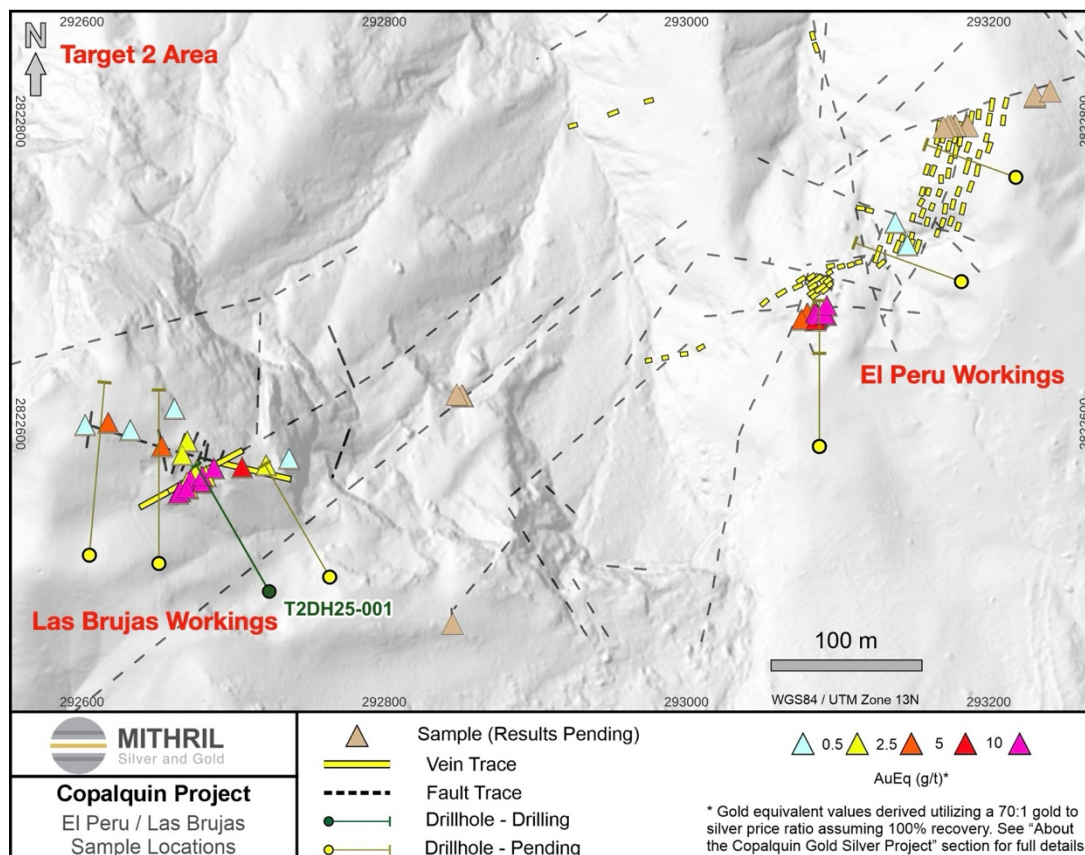 292600 292800 293000 293200
N
Target 2 Area
2822800
2822800
El Peru Workings
2822600
2822600
T2DH25-001
Las Brujas Workings
100 m
WGS84 / UTM Zone 13N
292600 292800 293000 293200
MITHRIL
Silver and Gold
Copalquin Project
El Peru / Las Brujas
Sample Locations
Sample (Results Pending)
Vein Trace
Fault Trace
Drillhole - Drilling
Drillhole - Pending
0.5 2.5 5 10
AuEq (g/t)*
* Gold equivalent values derived utilizing a 70:1 gold to
silver price ratio assuming 100% recovery. See “About
the Copalquin Gold Silver Project” section for full details